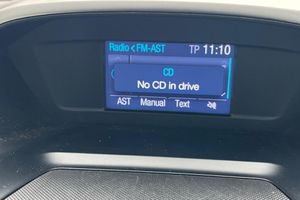 Radio<FM-AST TP 11:10
CD
No CD in drive
AST Manual Text